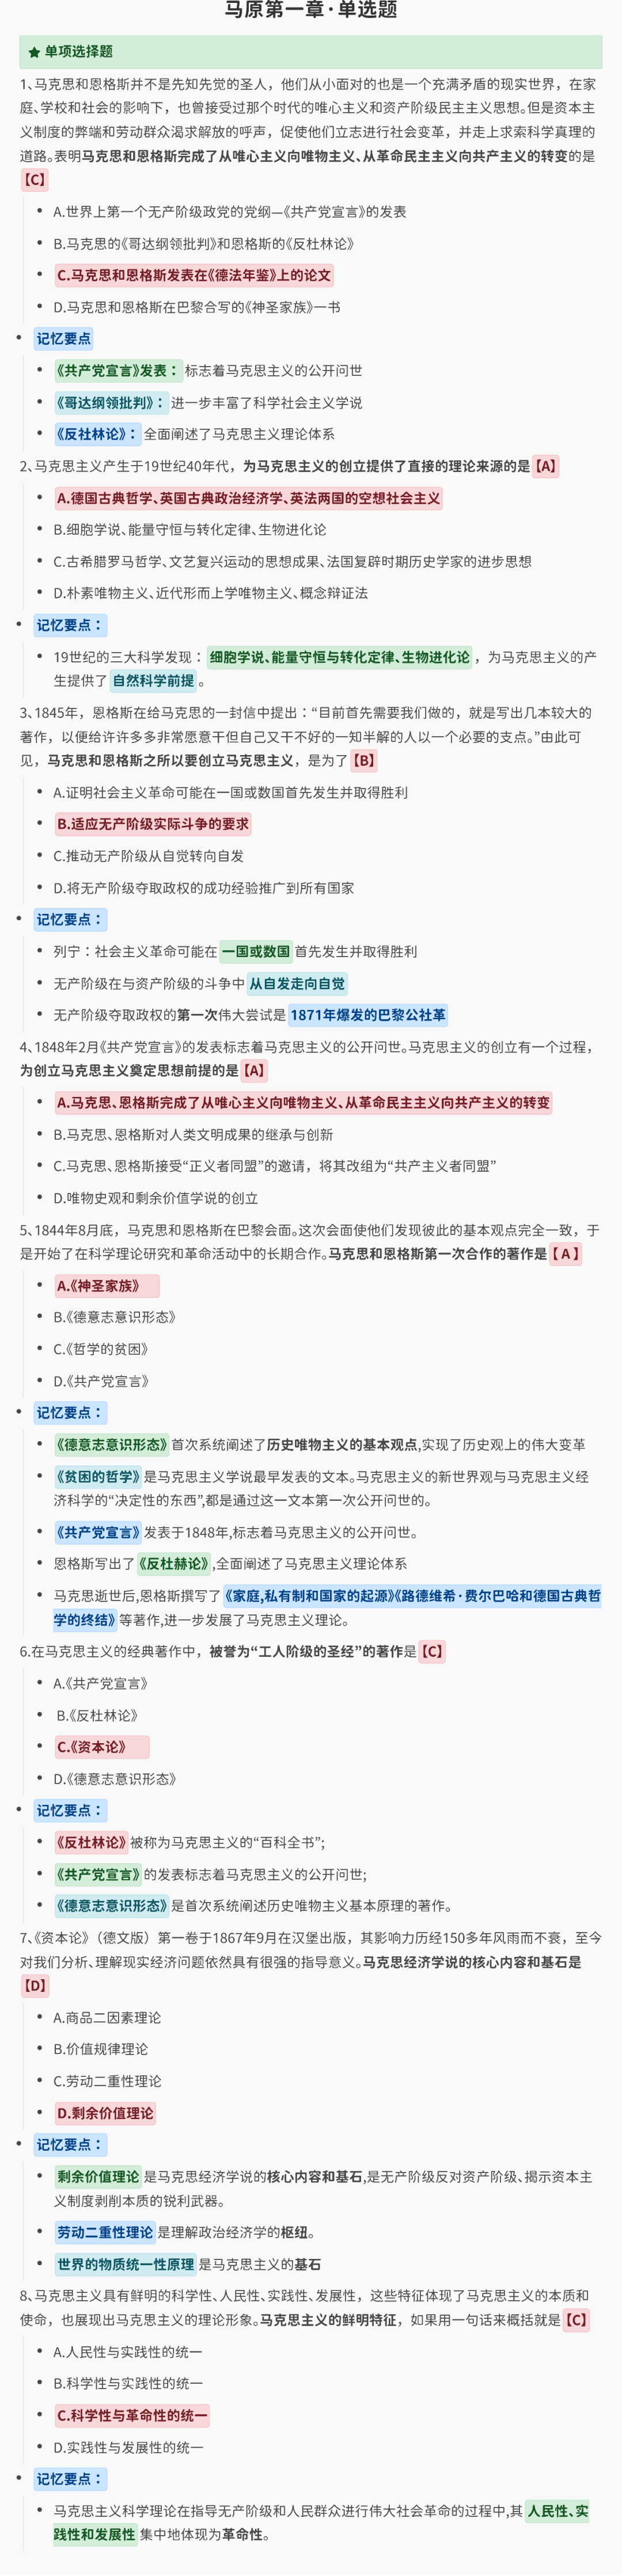 马原第一章·单选题
★ 单项选择题
1、马克思和恩格斯并不是先知先觉的圣人，他们从小面对的也是一个充满矛盾的现实世界，在家
庭、学校和社会的影响下，也曾接受过那个时代的唯心主义和资产阶级民主主义思想。但是资本主
义制度的弊端和劳动群众渴求解放的呼声，促使他们立志进行社会变革，并走上求索科学真理的
道路。表明马克思和恩格斯完成了从唯心主义向唯物主义、从革命民主主义向共产主义的转变的是
【C】
A.世界上第一个无产阶级政党的党纲—《共产党宣言》的发表
B.马克思的《哥达纲领批判》和恩格斯的《反杜林论》
C.马克思和恩格斯发表在《德法年鉴》上的论文
D.马克思和恩格斯在巴黎合写的《神圣家族》一书
记忆要点
《共产党宣言》发表：标志着马克思主义的公开问世
《哥达纲领批判》：进一步丰富了科学社会主义学说
《反社林论》：全面阐述了马克思主义理论体系
2、马克思主义产生于19世纪40年代，为马克思主义的创立提供了直接的理论来源的是【A】
A.德国古典哲学、英国古典政治经济学、英法两国的空想社会主义
B.细胞学说、能量守恒与转化定律、生物进化论
C.古希腊罗马哲学、文艺复兴运动的思想成果、法国复辟时期历史学家的进步思想
D.朴素唯物主义、近代形而上学唯物主义、概念辩证法
记忆要点：
19世纪的三大科学发现：细胞学说、能量守恒与转化定律、生物进化论，为马克思主义的产
生提供了自然科学前提。
3、1845年，恩格斯在给马克思的一封信中提出：“目前首先需要我们做的，就是写出几本较大的
著作，以便给许许多多非常愿意干但自己又干不好的一知半解的人以一个必要的支点。”由此可
见，马克思和恩格斯之所以要创立马克思主义，是为了【B】
A.证明社会主义革命可能在一国或数国首先发生并取得胜利
B.适应无产阶级实际斗争的要求
C.推动无产阶级从自觉转向自发
D.将无产阶级夺取政权的成功经验推广到所有国家
记忆要点：
列宁：社会主义革命可能在一国或数国首先发生并取得胜利
无产阶级在与资产阶级的斗争中从自发走向自觉
无产阶级夺取政权的第一次伟大尝试是1871年爆发的巴黎公社革
4、1848年2月《共产党宣言》的发表标志着马克思主义的公开问世。马克思主义的创立有一个过程，
为创立马克思主义奠定思想前提的是【A】
A.马克思、恩格斯完成了从唯心主义向唯物主义、从革命民主主义向共产主义的转变
B.马克思、恩格斯对人类文明成果的继承与创新
C.马克思、恩格斯接受“正义者同盟”的邀请，将其改组为“共产主义者同盟”
D.唯物史观和剩余价值学说的创立
5、1844年8月底，马克思和恩格斯在巴黎会面。这次会面使他们发现彼此的基本观点完全一致，于
是开始了在科学理论研究和革命活动中的长期合作。马克思和恩格斯第一次合作的著作是【 A 】
A.《神圣家族》
B.《德意志意识形态》
C.《哲学的贫困》
D.《共产党宣言》
记忆要点：
《德意志意识形态》首次系统阐述了历史唯物主义的基本观点,实现了历史观上的伟大变革
《贫困的哲学》是马克思主义学说最早发表的文本。马克思主义的新世界观与马克思主义经
济科学的“决定性的东西”,都是通过这一文本第一次公开问世的。
《共产党宣言》发表于1848年,标志着马克思主义的公开问世。
恩格斯写出了《反杜赫论》,全面阐述了马克思主义理论体系
马克思逝世后,恩格斯撰写了《家庭,私有制和国家的起源》《路德维希·费尔巴哈和德国古典哲
学的终结》等著作,进一步发展了马克思主义理论。
6.在马克思主义的经典著作中，被誉为“工人阶级的圣经”的著作是【C】
A.《共产党宣言》
B.《反杜林论》
C.《资本论》
D.《德意志意识形态》
记忆要点：
《反杜林论》被称为马克思主义的“百科全书”;
《共产党宣言》的发表标志着马克思主义的公开问世;
《德意志意识形态》是首次系统阐述历史唯物主义基本原理的著作。
7、《资本论》（德文版）第一卷于1867年9月在汉堡出版，其影响力历经150多年风雨而不衰，至今
对我们分析、理解现实经济问题依然具有很强的指导意义。马克思经济学说的核心内容和基石是
【D】
A.商品二因素理论
B.价值规律理论
C.劳动二重性理论
D.剩余价值理论
记忆要点：
剩余价值理论是马克思经济学说的核心内容和基石,是无产阶级反对资产阶级、揭示资本主
义制度剥削本质的锐利武器。
劳动二重性理论是理解政治经济学的枢纽。
世界的物质统一性原理是马克思主义的基石
8、马克思主义具有鲜明的科学性、人民性、实践性、发展性，这些特征体现了马克思主义的本质和
使命，也展现出马克思主义的理论形象。马克思主义的鲜明特征，如果用一句话来概括就是【C】
A.人民性与实践性的统一
B.科学性与实践性的统一
C.科学性与革命性的统一
D.实践性与发展性的统一
记忆要点：
马克思主义科学理论在指导无产阶级和人民群众进行伟大社会革命的过程中,其人民性、实
践性和发展性集中地体现为革命性。